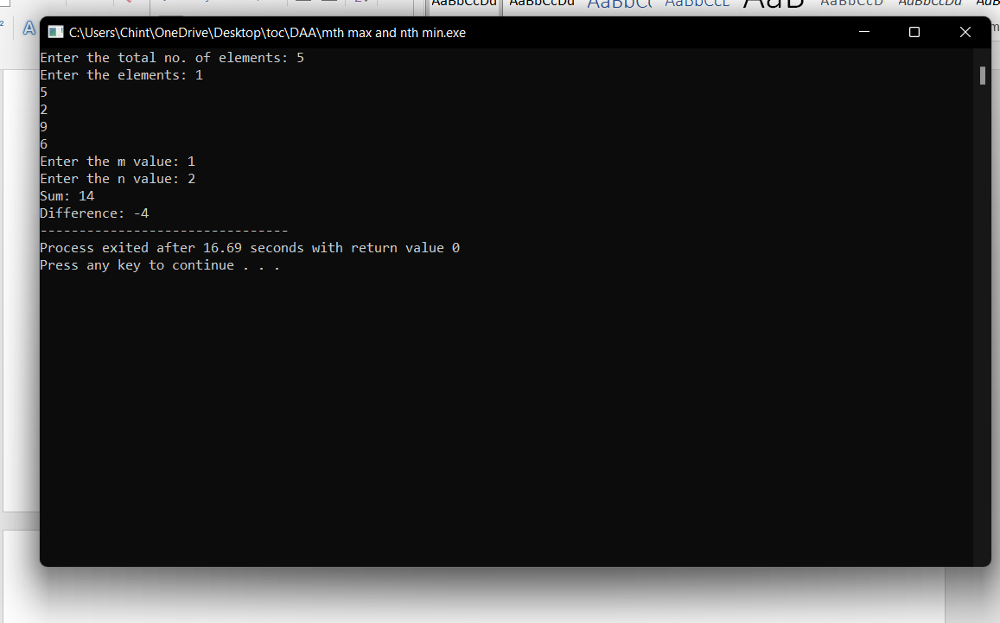 AaBbCcDd AaBbCcDd AaBbC( AaBbCcE AaB AaBbCcD AaBbCcDd AaB
A
C:\Users\Chint\OneDrive\Desktop\toc\DAA\mth max and nth min.exe
Enter the total no. of elements: 5
Enter the elements: 1
5
2
9
6
Enter the m value: 1
Enter the n value: 2
Sum: 14
Difference: -4
--------------------------------
Process exited after 16.69 seconds with return value 0
Press any key to continue . . .